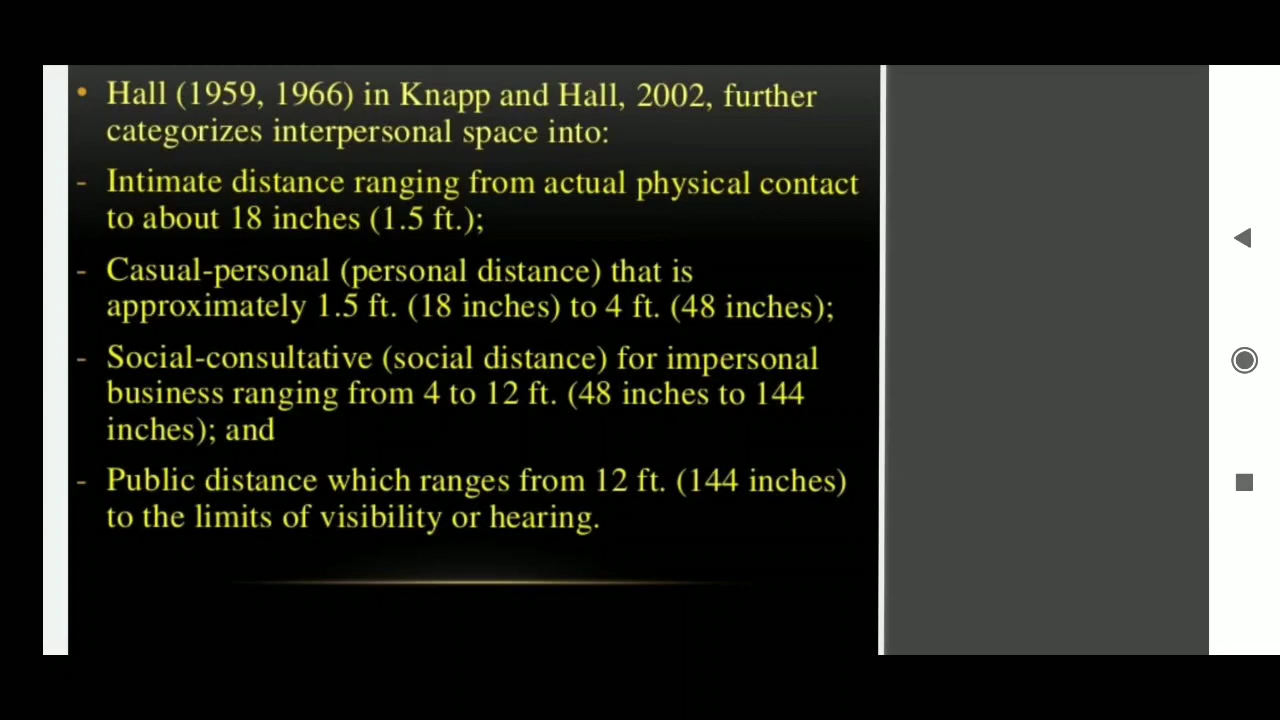 • Hall (1959, 1966) in Knapp and Hall, 2002, further
categorizes interpersonal space into:
- Intimate distance ranging from actual physical contact
to about 18 inches (1.5 ft.);
- Casual-personal (personal distance) that is
approximately 1.5 ft. (18 inches) to 4 ft. (48 inches);
- Social-consultative (social distance) for impersonal
business ranging from 4 to 12 ft. (48 inches to 144
inches); and
- Public distance which ranges from 12 ft. (144 inches)
to the limits of visibility or hearing.